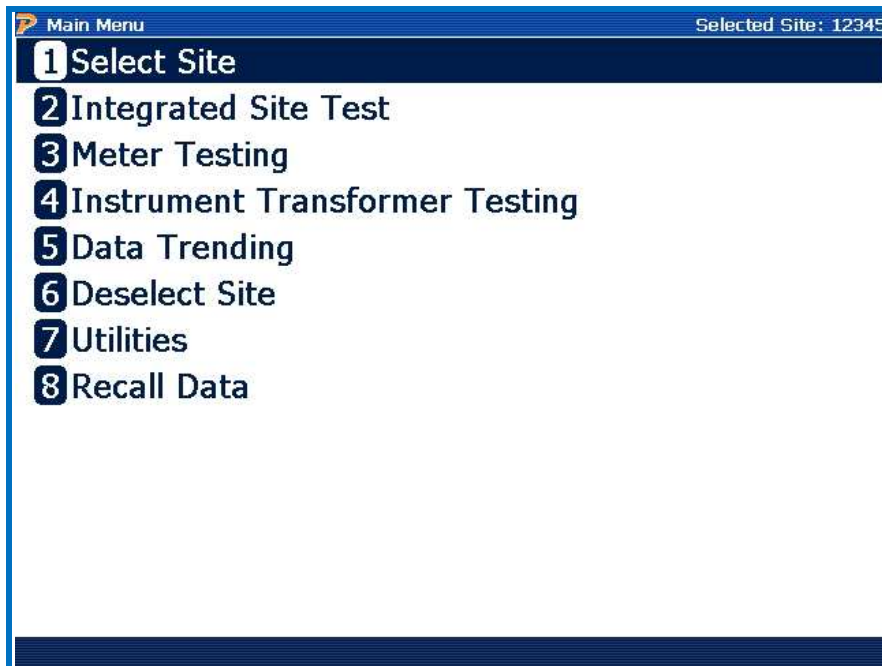 Main Menu Selected Site: 12345
1 Select Site
2 Integrated Site Test
3 Meter Testing
4 Instrument Transformer Testing
5 Data Trending
6 Deselect Site
7 Utilities
8 Recall Data